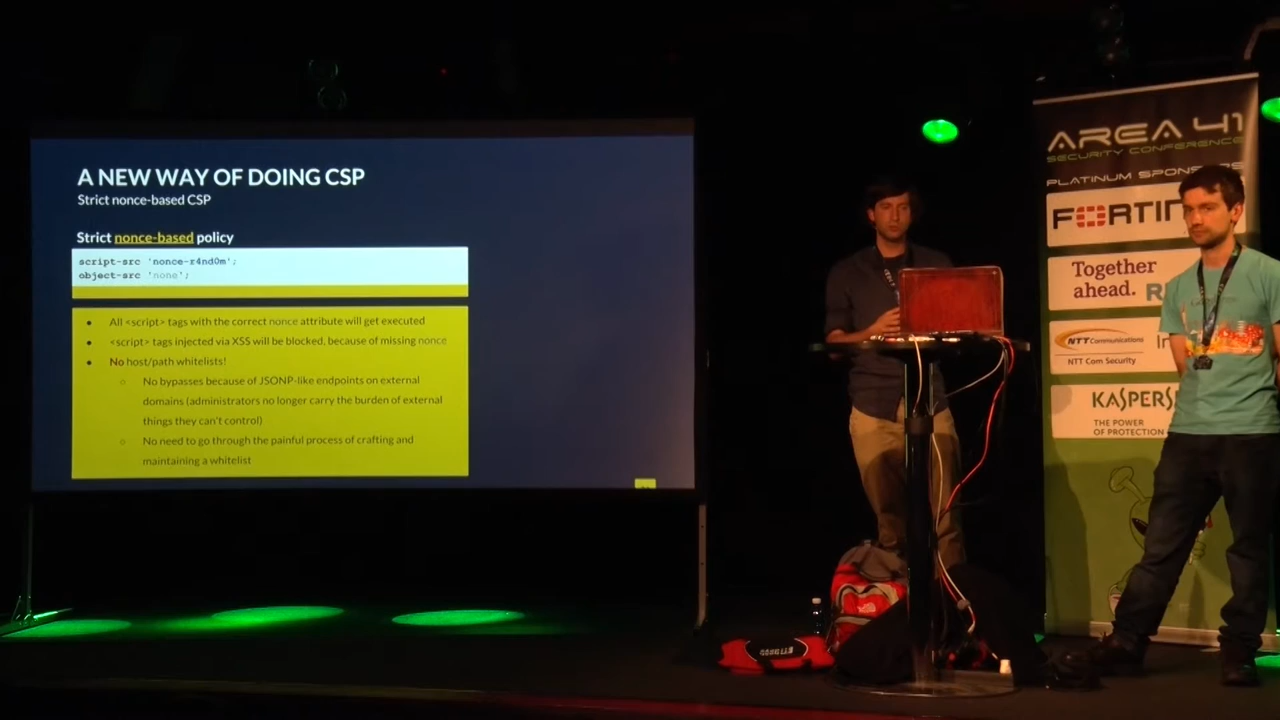 A NEW WAY OF DOING CSP
Strict nonce-based CSP
Strict nonce-based policy
script-src 'nonce-r4nd0m';
object-src 'none';
● All <script> tags with the correct nonce attribute will get executed
● <script> tags injected via XSS will be blocked, because of missing nonce
● No host/path whitelists!
○ No bypasses because of JSONP-like endpoints on external
domains (administrators no longer carry the burden of external
things they can't control)
○ No need to go through the painful process of crafting and
maintaining a whitelist
AREA 41
SECURITY CONFERENCE
PLATINUM SPONSORS
FORTIN
Together
ahead.
NTT Communications
NTT Com Security
KASPERS
THE POWER
OF PROTECTION